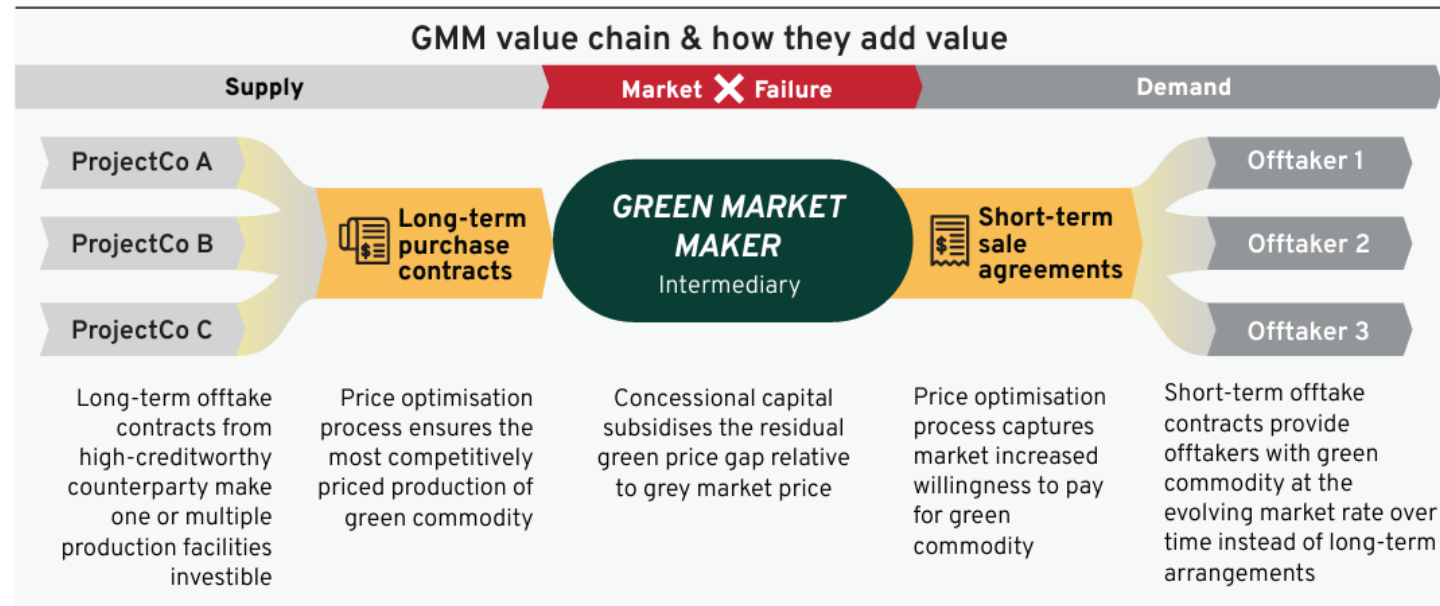 GMM value chain & how they add value
Supply
Market X Failure
Demand
ProjectCo A
ProjectCo B
ProjectCo C
Long-term
purchase
contracts
GREEN MARKET
MAKER
Intermediary
Short-term
sale
agreements
Offtaker 1
Offtaker 2
Offtaker 3
Long-term offtake
contracts from
high-creditworthy
counterparty make
one or multiple
production facilities
investible
Price optimisation
process ensures the
most competitively
priced production of
green commodity
Concessional capital
subsidises the residual
green price gap relative
to grey market price
Price optimisation
process captures
market increased
willingness to pay
for green
commodity
Short-term offtake
contracts provide
offtakers with green
commodity at the
evolving market rate over
time instead of long-term
arrangements